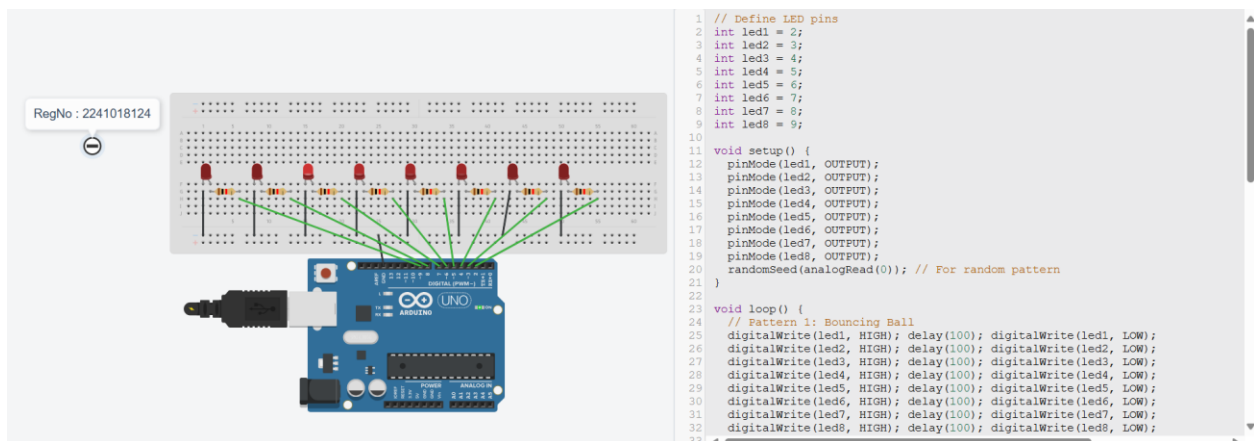 RegNo : 2241018124
DIGITAL (PWM~)
UNO
ARDUINO
POWER
ANALOG IN
1 // Define LED pins
2 int led1 = 2;
3 int led2 = 3;
4 int led3 = 4;
5 int led4 = 5;
6 int led5 = 6;
7 int led6 = 7;
8 int led7 = 8;
9 int led8 = 9;
10
11 void setup() {
12 pinMode(led1, OUTPUT);
13 pinMode(led2, OUTPUT);
14 pinMode(led3, OUTPUT);
15 pinMode(led4, OUTPUT);
16 pinMode(led5, OUTPUT);
17 pinMode(led6, OUTPUT);
18 pinMode(led7, OUTPUT);
19 pinMode(led8, OUTPUT);
20 randomSeed(analogRead(0)); // For random pattern
21 }
22
23 void loop() {
24 // Pattern 1: Bouncing Ball
25 digitalWrite(led1, HIGH); delay(100); digitalWrite(led1, LOW);
26 digitalWrite(led2, HIGH); delay(100); digitalWrite(led2, LOW);
27 digitalWrite(led3, HIGH); delay(100); digitalWrite(led3, LOW);
28 digitalWrite(led4, HIGH); delay(100); digitalWrite(led4, LOW);
29 digitalWrite(led5, HIGH); delay(100); digitalWrite(led5, LOW);
30 digitalWrite(led6, HIGH); delay(100); digitalWrite(led6, LOW);
31 digitalWrite(led7, HIGH); delay(100); digitalWrite(led7, LOW);
32 digitalWrite(led8, HIGH); delay(100); digitalWrite(led8, LOW);
33